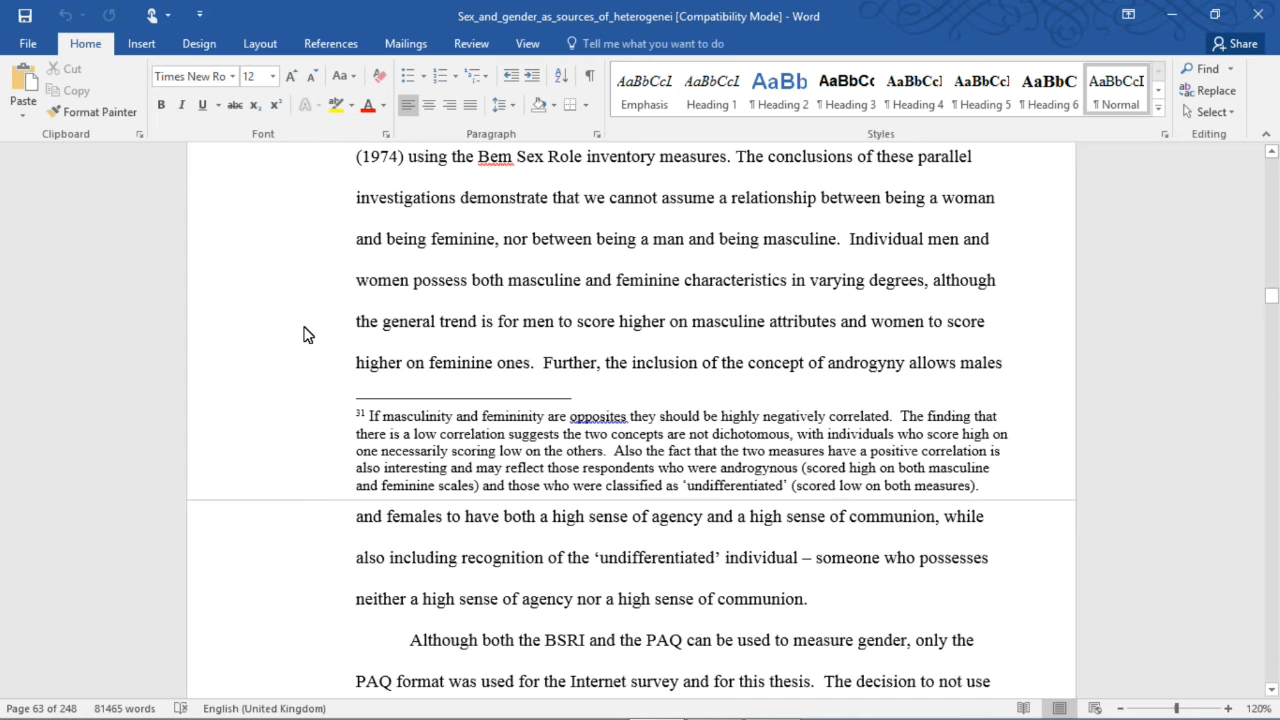 Sex_and_gender_as_sources_of_heterogenei [Compatibility Mode] - Word
File Home Insert Design Layout References Mailings Review View Tell me what you want to do Share
Paste
Cut
Copy
Format Painter
Clipboard
Times New Ro 12
Font
Paragraph
AaBbCcI Emphasis
AaBbCcI Heading 1
AaBb ¶ Heading 2
AaBbCc ¶ Heading 3
AaBbCcI ¶ Heading 4
AaBbCcI ¶ Heading 5
AaBbC ¶ Heading 6
AaBbCcI ¶ Normal
Styles
Find
Replace
Select
Editing
(1974) using the Bem Sex Role inventory measures. The conclusions of these parallel
investigations demonstrate that we cannot assume a relationship between being a woman
and being feminine, nor between being a man and being masculine. Individual men and
women possess both masculine and feminine characteristics in varying degrees, although
the general trend is for men to score higher on masculine attributes and women to score
higher on feminine ones. Further, the inclusion of the concept of androgyny allows males
31 If masculinity and femininity are opposites they should be highly negatively correlated. The finding that
there is a low correlation suggests the two concepts are not dichotomous, with individuals who score high on
one necessarily scoring low on the others. Also the fact that the two measures have a positive correlation is
also interesting and may reflect those respondents who were androgynous (scored high on both masculine
and feminine scales) and those who were classified as ‘undifferentiated’ (scored low on both measures).
and females to have both a high sense of agency and a high sense of communion, while
also including recognition of the ‘undifferentiated’ individual – someone who possesses
neither a high sense of agency nor a high sense of communion.
Although both the BSRI and the PAQ can be used to measure gender, only the
PAQ format was used for the Internet survey and for this thesis. The decision to not use
Page 63 of 248 81465 words English (United Kingdom) 120%